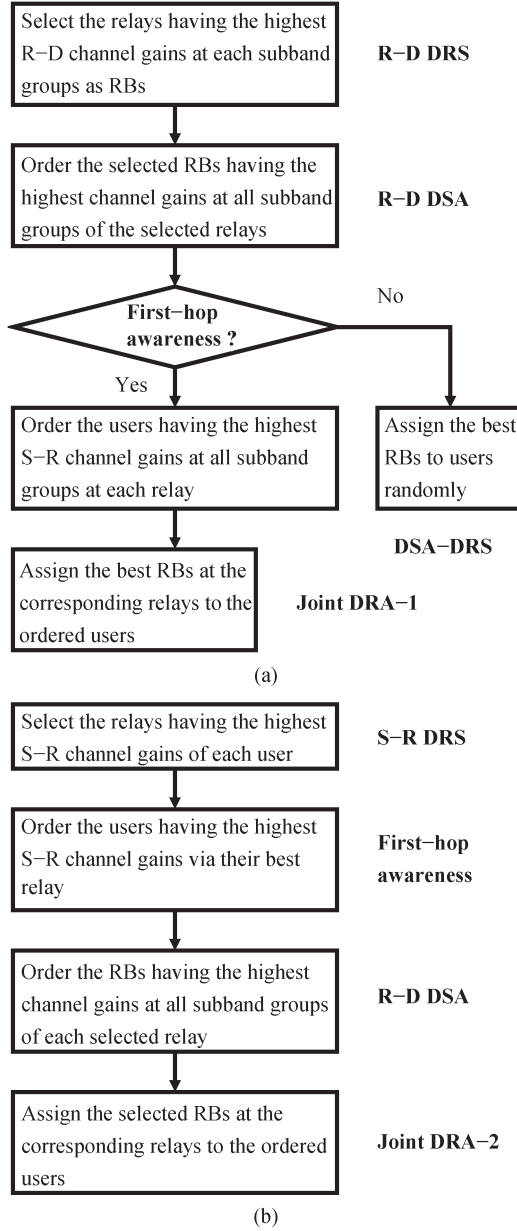 Select the relays having the highest
R−D channel gains at each subband
groups as RBs
R−D DRS
Order the selected RBs having the
highest channel gains at all subband
groups of the selected relays
R−D DSA
First−hop
awareness ?
No
Yes
Order the users having the highest
S−R channel gains at all subband
groups at each relay
Assign the best
RBs to users
randomly
DSA−DRS
Assign the best RBs at the
corresponding relays to the
ordered users
Joint DRA−1
(a)
Select the relays having the highest
S−R channel gains of each user
S−R DRS
Order the users having the highest
S−R channel gains via their best
relay
First−hop
awareness
Order the RBs having the highest
channel gains at all subband groups
of each selected relay
R−D DSA
Assign the selected RBs at the
corresponding relays to the ordered
users
Joint DRA−2
(b)